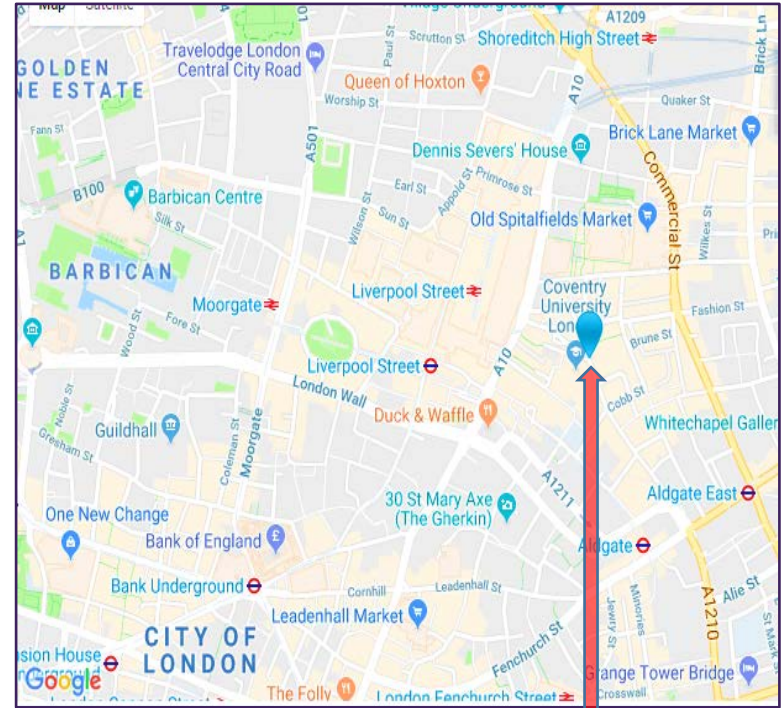 Map Satellite
A1209
Scrutton St
Shoreditch High Street
Brick Ln
Travelodge London
Central City Road
Paul St
A10
GOLDEN
NE ESTATE
Queen of Hoxton
Worship St
Quaker St
Fann St
A501
Dennis Severs' House
Brick Lane Market
B100
Barbican Centre
Silk St
Wilson St
Earl St
Sun St
Appold St
Primrose St
Commercial St
Old Spitalfields Market
Wilkes St
A1
BARBICAN
Moorgate
Liverpool Street
Coventry
University
Fashion St
Wood St
Fore St
Brune St
Liverpool Street
A10
London Wall
Cobb St
Noble St
Guildhall
Coleman St
Moorgate
Duck & Waffle
Whitechapel Galler
Gresham St
A1211
Aldgate East
30 St Mary Axe
(The Gherkin)
One New Change
Bank of England
Aldgate
Bank Underground
Cornhill
Leadenhall St
Alie St
Leadenhall Market
Jewry St
Minories
A1210
CITY OF
LONDON
Fenchurch St
St Mark
Google
Grange Tower Bridge
The Folly
London Fenchurch Street
Crosswall